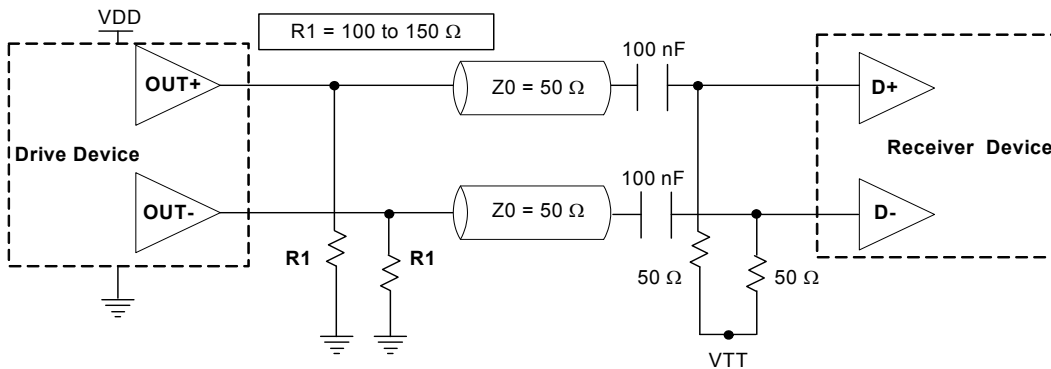 VDD
R1 = 100 to 150 Ω
100 nF
OUT+
Z0 = 50 Ω
D+
Drive Device
Receiver Device
100 nF
OUT-
Z0 = 50 Ω
D-
R1
R1
50 Ω
50 Ω
VTT